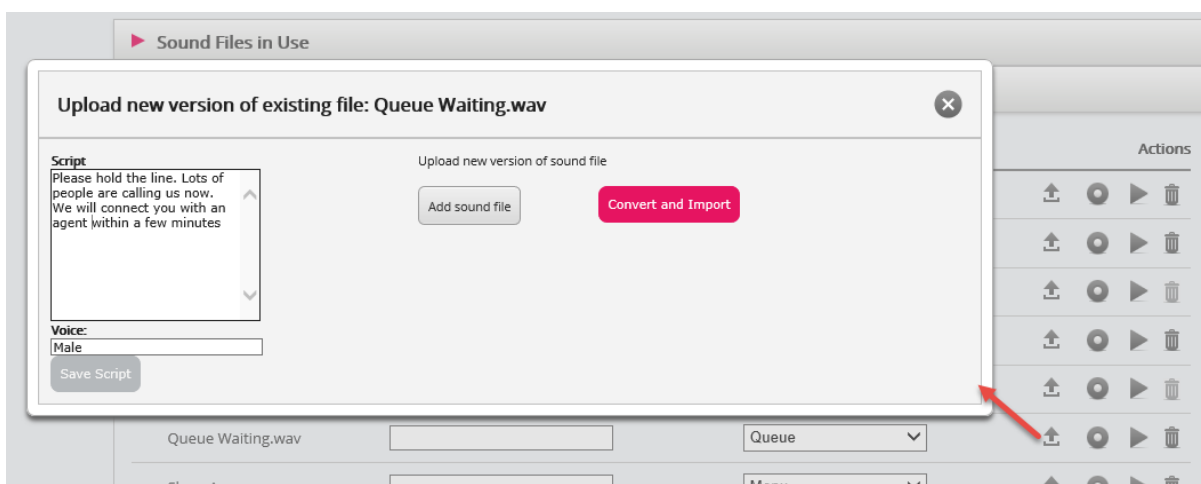 Sound Files in Use
Upload new version of existing file: Queue Waiting.wav
Actions
Script
Please hold the line. Lots of
people are calling us now.
We will connect you with an
agent within a few minutes
Upload new version of sound file
Add sound file
Convert and Import
Voice:
Male
Save Script
Queue Waiting.wav
Queue